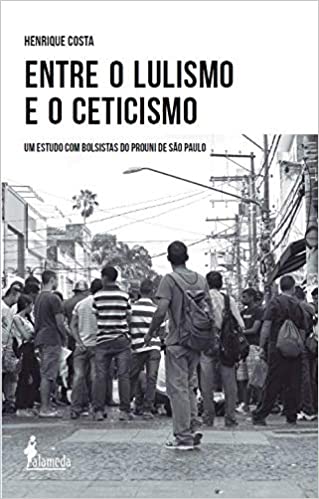 HENRIQUE COSTA
ENTRE O LULISMO
E O CETICISMO
UM ESTUDO COM BOLSISTAS DO PROUNI DE SÃO PAULO
alameda